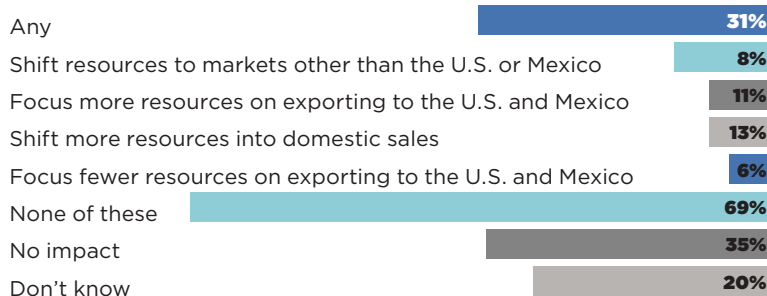 Any 31%
Shift resources to markets other than the U.S. or Mexico 8%
Focus more resources on exporting to the U.S. and Mexico 11%
Shift more resources into domestic sales 13%
Focus fewer resources on exporting to the U.S. and Mexico 6%
None of these 69%
No impact 35%
Don’t know 20%